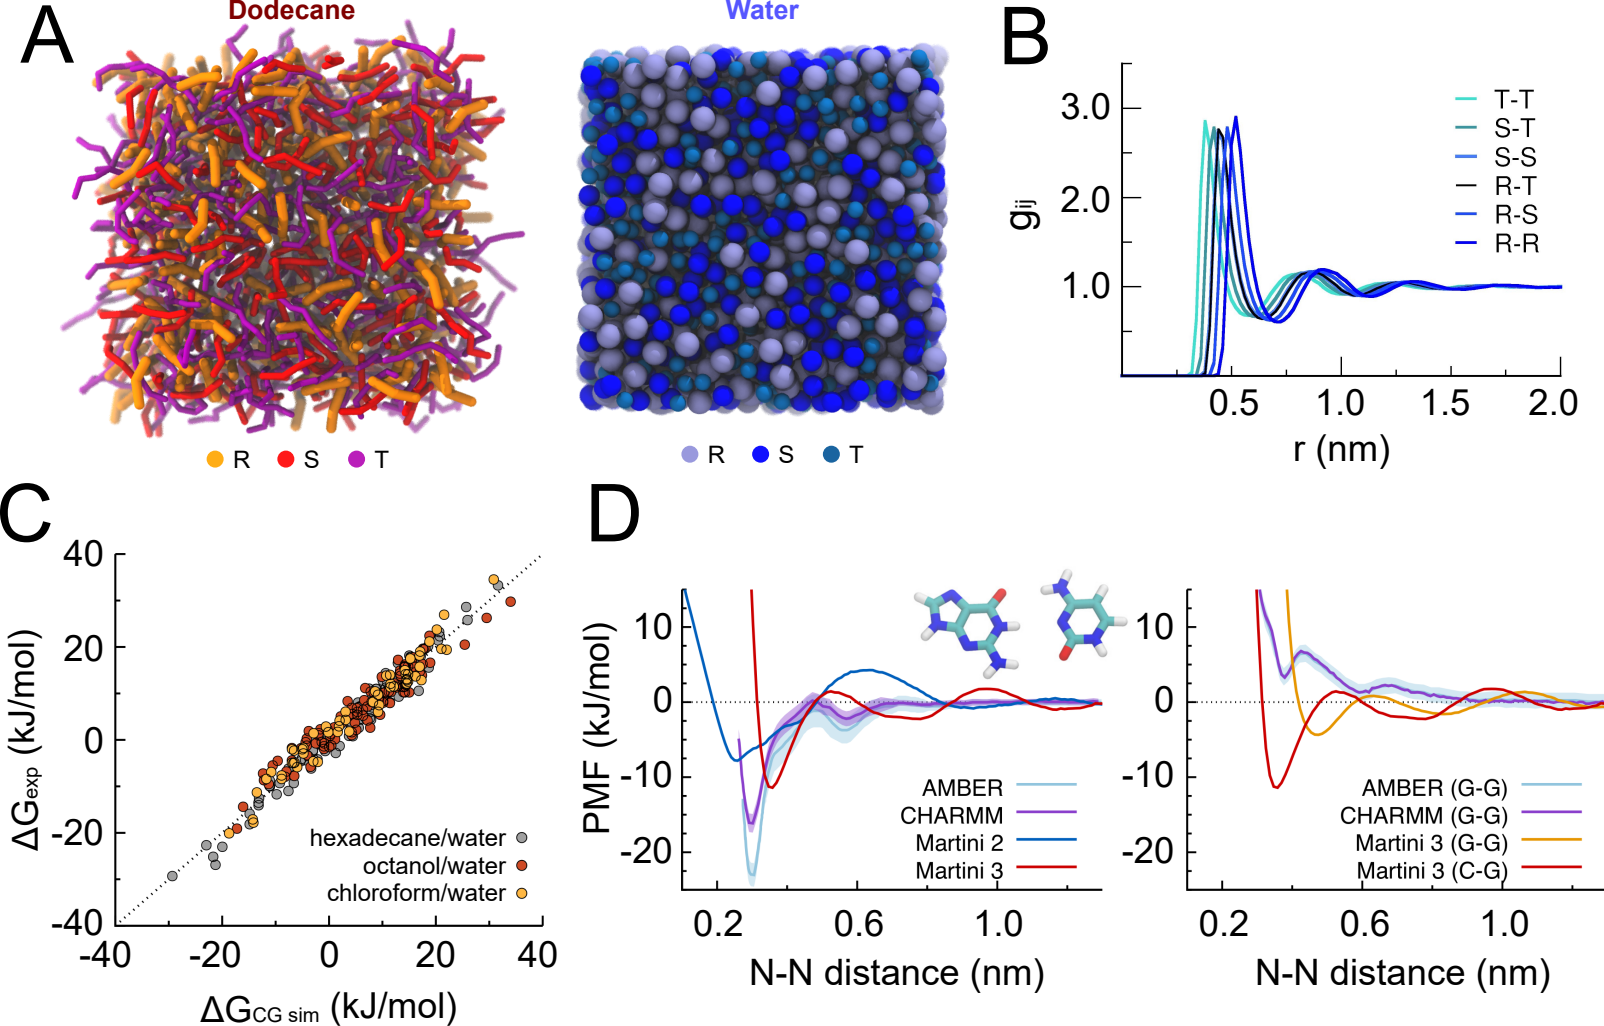 A
Dodecane
Water
R S T
R S T
B
gij
3.0
2.0
1.0
T-T
S-T
S-S
R-T
R-S
R-R
0.5 1.0 1.5 2.0
r (nm)
C
ΔGexp (kJ/mol)
40
20
0
-20
-40
hexadecane/water
octanol/water
chloroform/water
-40 -20 0 20 40
ΔGCG sim (kJ/mol)
D
PMF (kJ/mol)
10
0
-10
-20
AMBER
CHARMM
Martini 2
Martini 3
0.2 0.6 1.0
N-N distance (nm)
10
0
-10
-20
AMBER (G-G)
CHARMM (G-G)
Martini 3 (G-G)
Martini 3 (C-G)
0.2 0.6 1.0
N-N distance (nm)